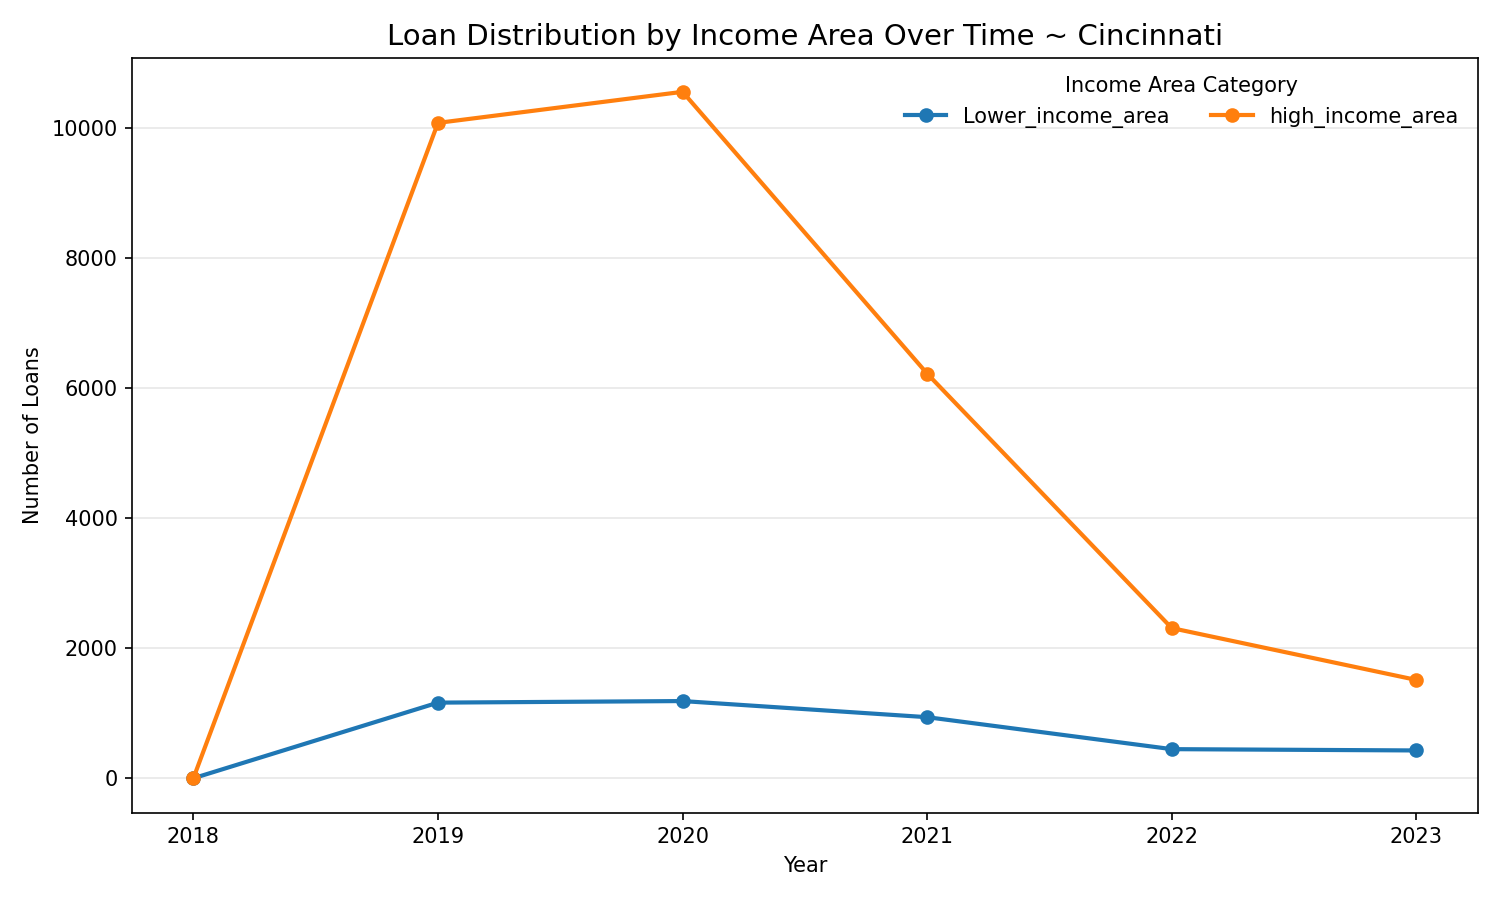 Loan Distribution by Income Area Over Time ~ Cincinnati
Income Area Category
Lower_income_area high_income_area
10000
8000
6000
4000
2000
0
Number of Loans
2018 2019 2020 2021 2022 2023
Year